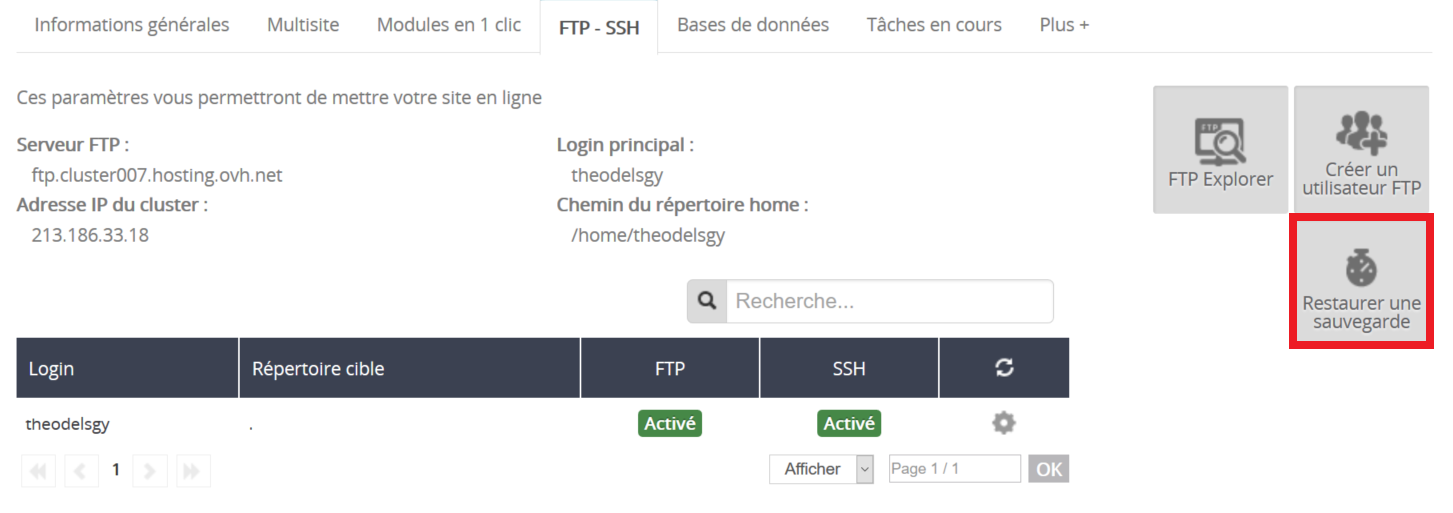 Informations générales Multisite Modules en 1 clic FTP - SSH Bases de données Tâches en cours Plus +
Ces paramètres vous permettront de mettre votre site en ligne
Serveur FTP :
ftp.cluster007.hosting.ovh.net
Adresse IP du cluster :
213.186.33.18
Login principal :
theodelsgy
Chemin du répertoire home :
/home/theodelsgy
FTP
FTP Explorer
Créer un
utilisateur FTP
Restaurer une
sauvegarde
Recherche...
Login Répertoire cible FTP SSH
theodelsgy . Activé Activé
1 Afficher Page 1 / 1 OK